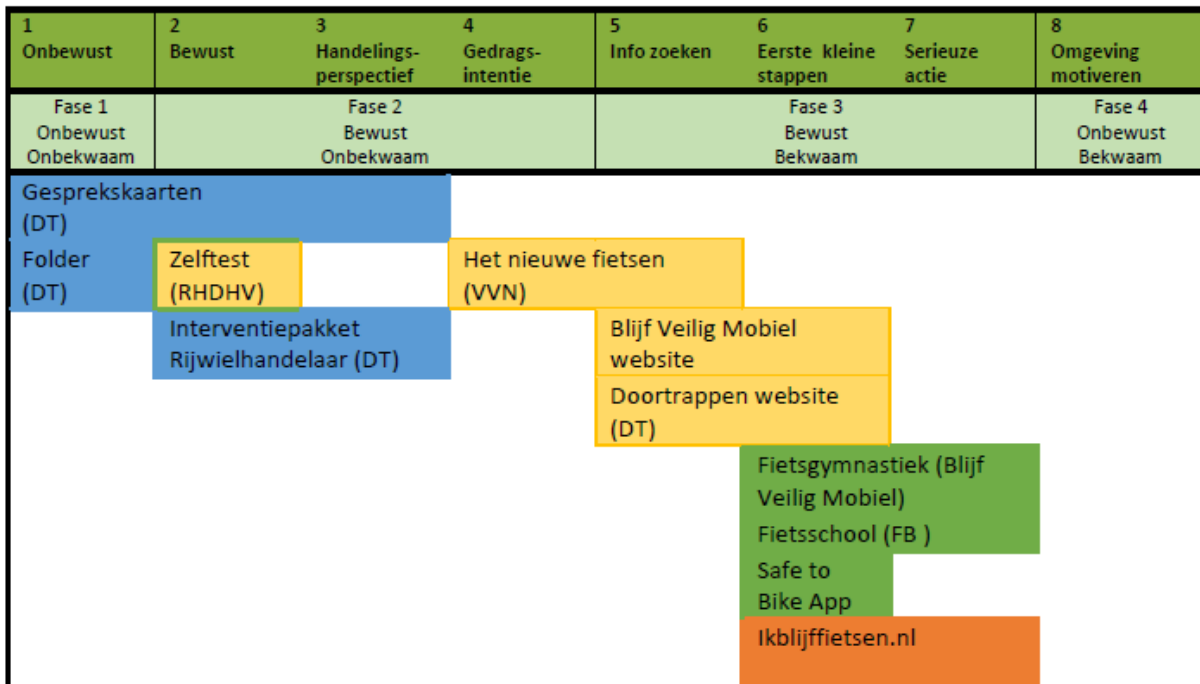 1
Onbewust
2
Bewust
3
Handelings-
perspectief
4
Gedrags-
intentie
5
Info zoeken
6
Eerste kleine
stappen
7
Serieuze
actie
8
Omgeving
motiveren
Fase 1
Onbewust
Onbekwaam
Fase 2
Bewust
Onbekwaam
Fase 3
Bewust
Bekwaam
Fase 4
Onbewust
Bekwaam
Gesprekskaarten
(DT)
Folder
(DT)
Zelftest
(RHDHV)
Het nieuwe fietsen
(VVN)
Interventiepakket
Rijwielhandelaar (DT)
Blijf Veilig Mobiel
website
Doortrappen website
(DT)
Fietsgymnastiek (Blijf
Veilig Mobiel)
Fietsschool (FB )
Safe to
Bike App
Ikblijffietsen.nl